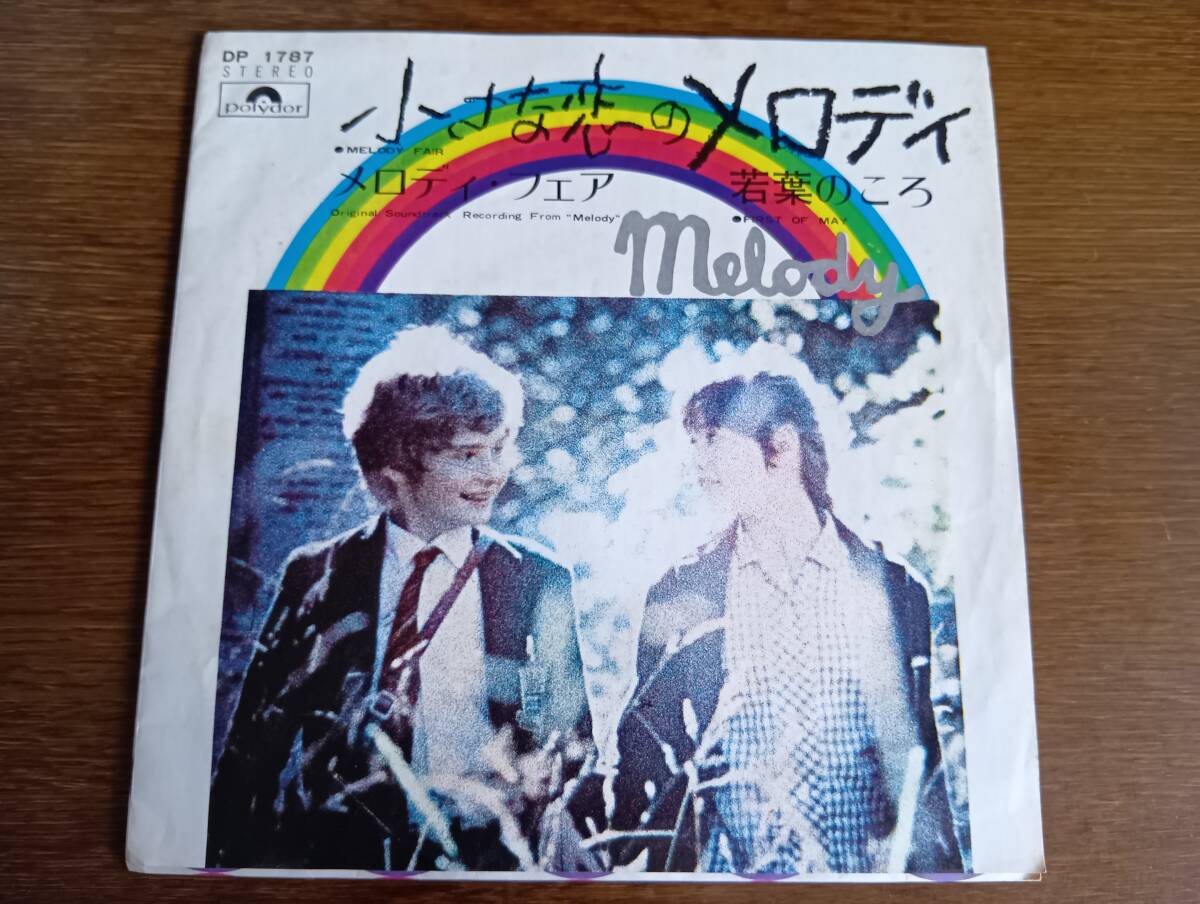 DP 1787
STEREO
polydor
小さな恋のメロディ
●MELODY FAIR
メロディ・フェア
Original Soundtrack Recording From "Melody"
若葉のころ
●FIRST OF MAY
melody